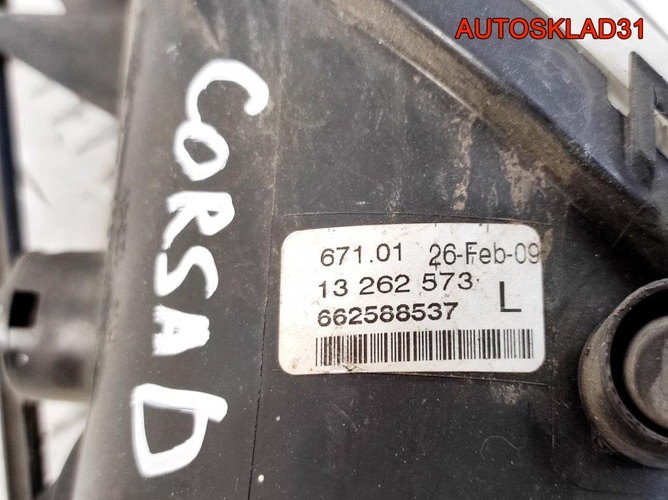 AUTOSKLAD31
CORSA D
671.01 26-Feb-09
13 262 573
662588537
L